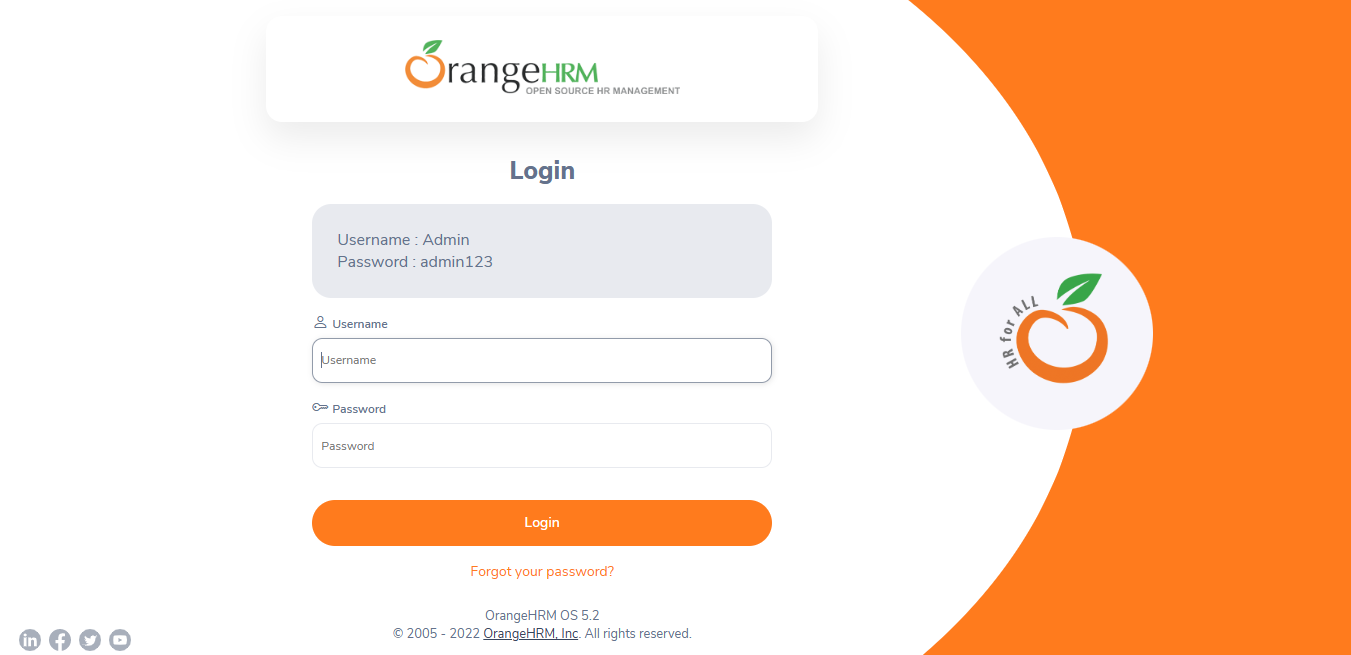 OrangeHRM
OPEN SOURCE HR MANAGEMENT
Login
Username : Admin
Password : admin123
Username
Username
Password
Password
Login
Forgot your password?
OrangeHRM OS 5.2
© 2005 - 2022 OrangeHRM, Inc. All rights reserved.
HR for ALL